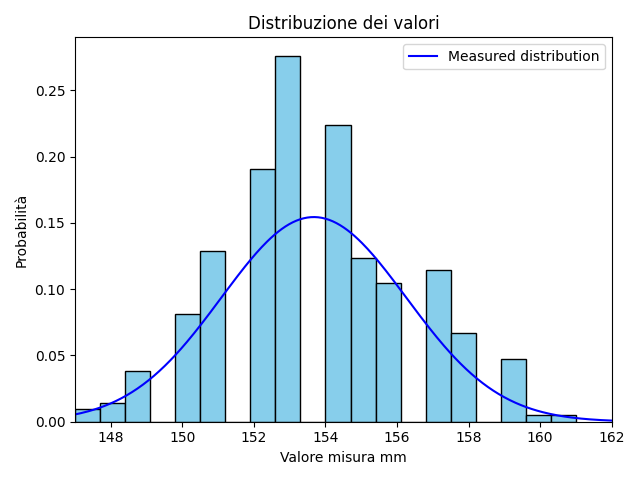 Distribuzione dei valori
Measured distribution
Probabilità
0.25
0.20
0.15
0.10
0.05
0.00
148 150 152 154 156 158 160 162
Valore misura mm